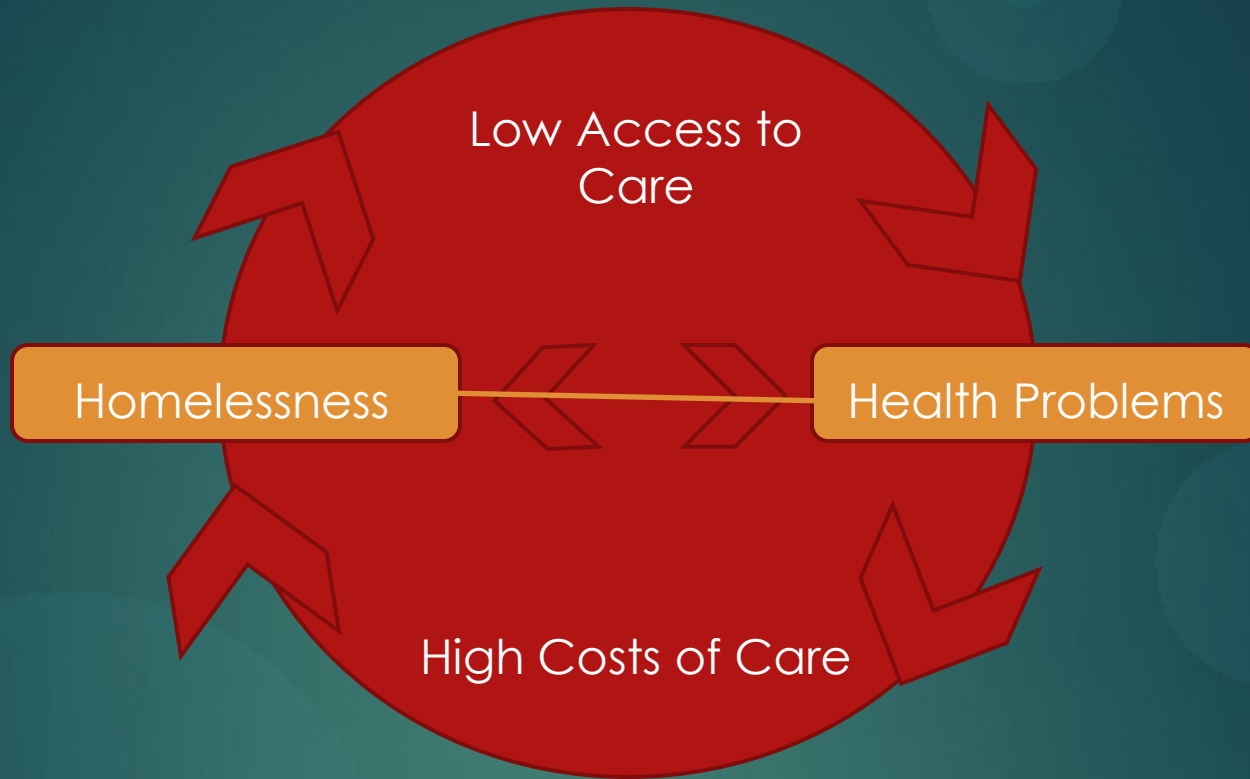 Low Access to
Care
Homelessness
Health Problems
High Costs of Care